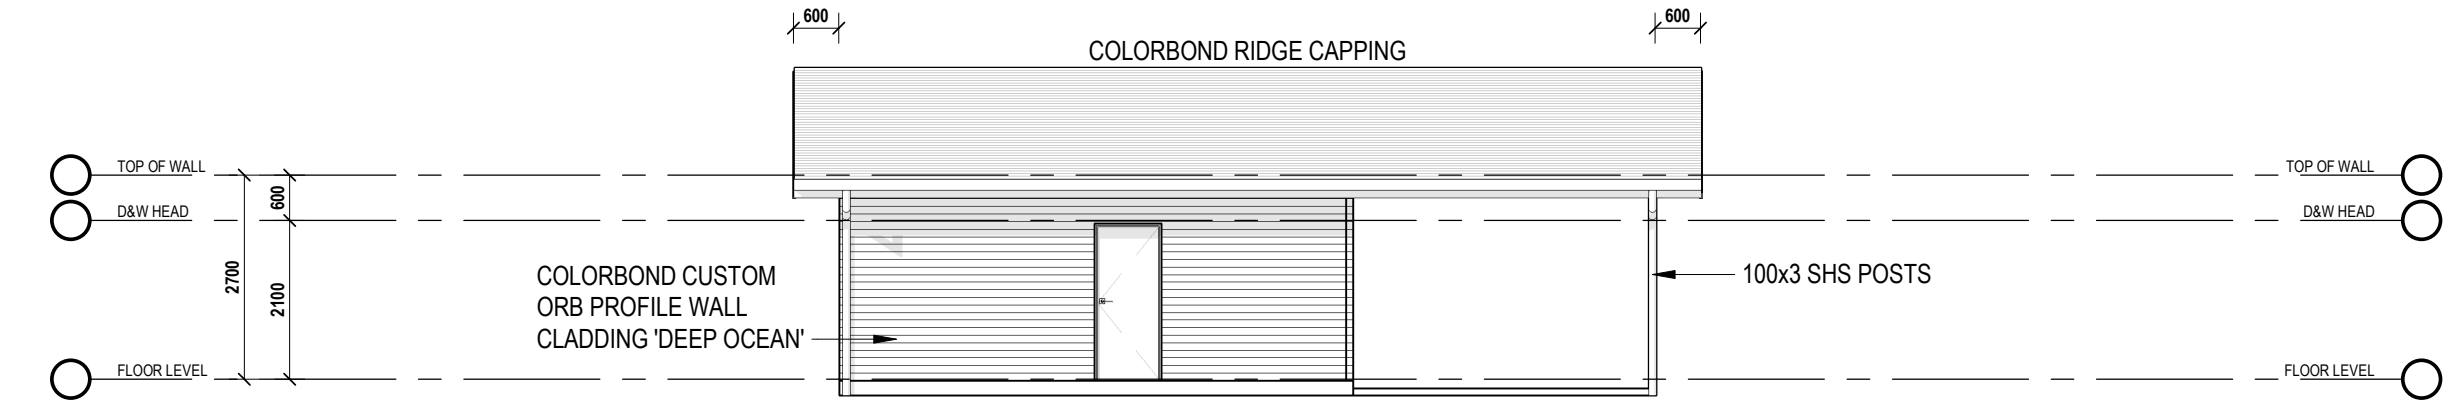 600
600
COLORBOND RIDGE CAPPING
TOP OF WALL
TOP OF WALL
600
D&W HEAD
D&W HEAD
2700
2100
COLORBOND CUSTOM
ORB PROFILE WALL
CLADDING 'DEEP OCEAN'
100x3 SHS POSTS
FLOOR LEVEL
FLOOR LEVEL